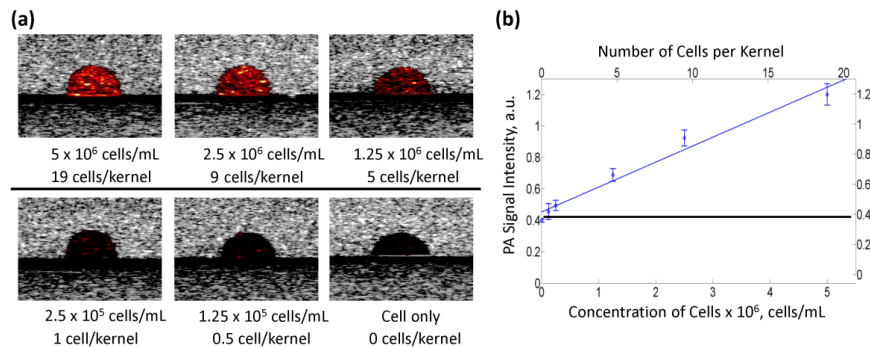 (a)
5 x 10⁶ cells/mL
19 cells/kernel
2.5 x 10⁶ cells/mL
9 cells/kernel
1.25 x 10⁶ cells/mL
5 cells/kernel
2.5 x 10⁵ cells/mL
1 cell/kernel
1.25 x 10⁵ cells/mL
0.5 cell/kernel
Cell only
0 cells/kernel
(b)
Number of Cells per Kernel
0 5 10 15 20
PA Signal Intensity, a.u.
1.2
1
0.8
0.6
0.4
0.2
0
1.2
1
0.8
0.6
0.4
0.2
0
0 1 2 3 4 5
Concentration of Cells x 10⁶, cells/mL